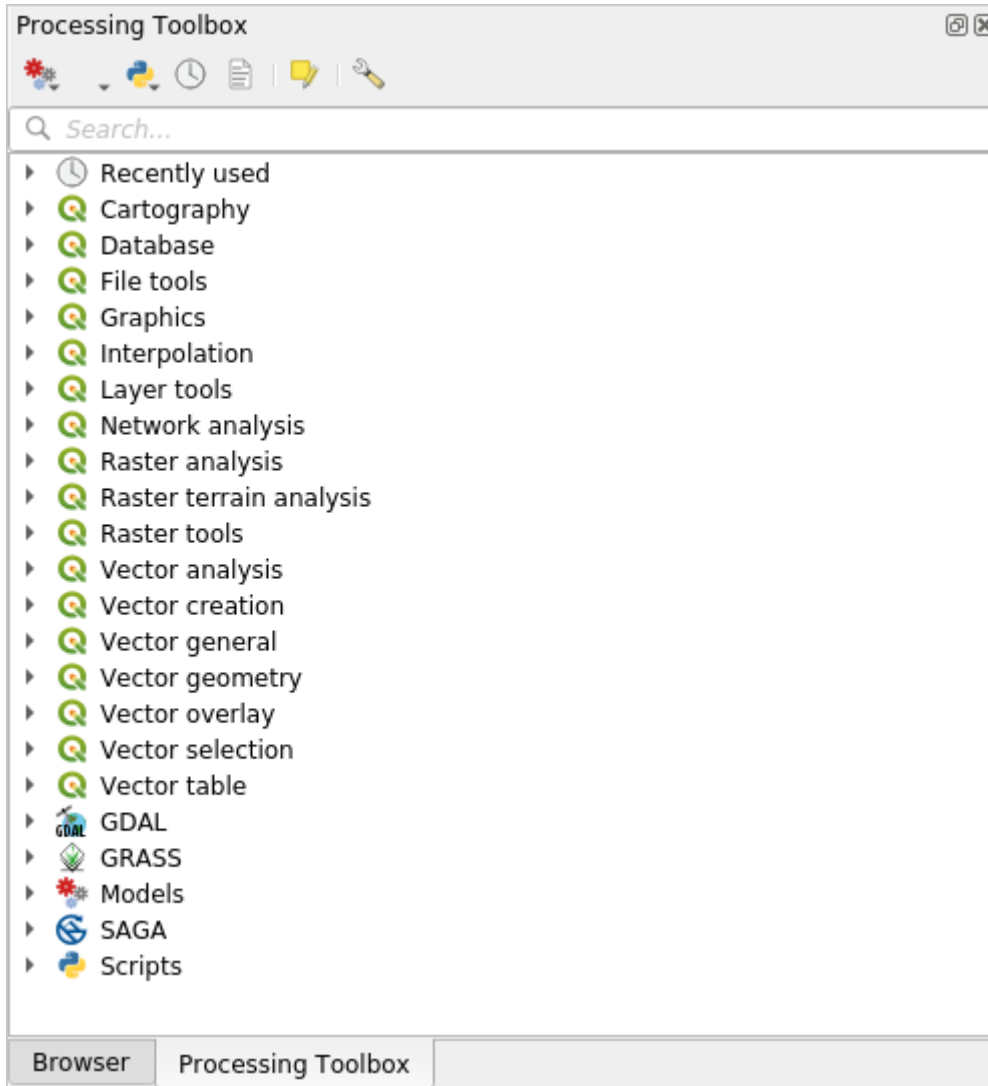 Processing Toolbox
Search...
Recently used
Cartography
Database
File tools
Graphics
Interpolation
Layer tools
Network analysis
Raster analysis
Raster terrain analysis
Raster tools
Vector analysis
Vector creation
Vector general
Vector geometry
Vector overlay
Vector selection
Vector table
GDAL GDAL
GRASS
Models
SAGA
Scripts
Browser Processing Toolbox